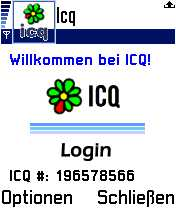 Icq
icq
Willkommen bei ICQ!
ICQ
Login
ICQ #: 196578566
Optionen Schließen